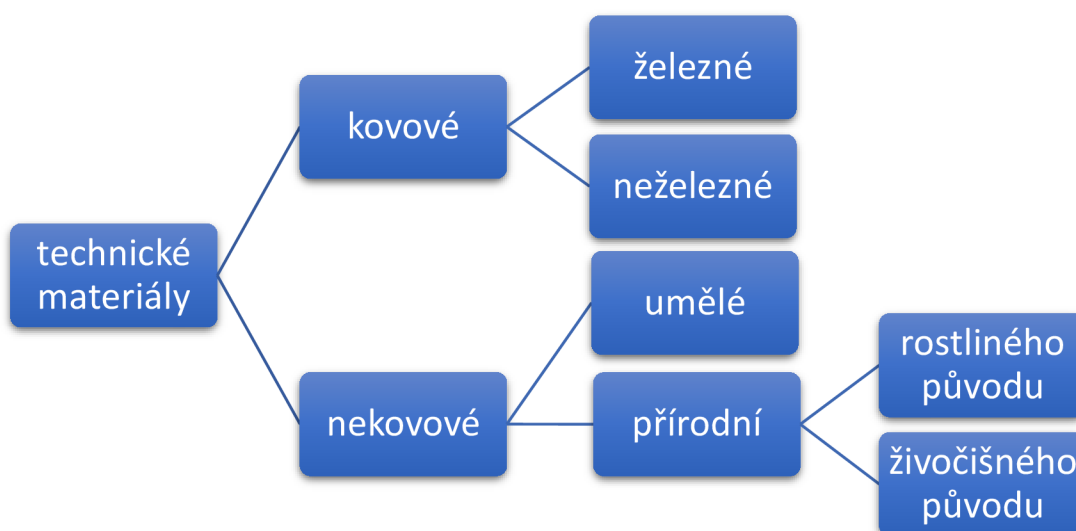 technické
materiály
kovové
železné
neželezné
nekovové
umělé
přírodní
rostliného
původu
živočišného
původu